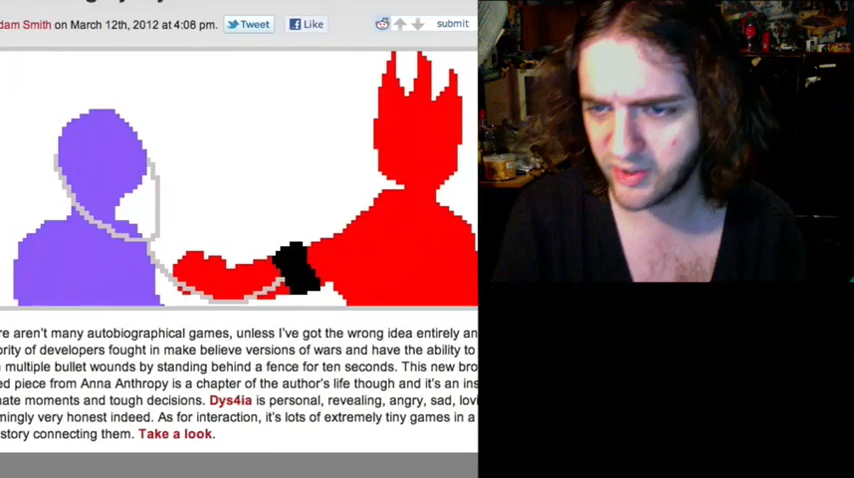 dam Smith on March 12th, 2012 at 4:08 pm. Tweet Like submit
re aren't many autobiographical games, unless I've got the wrong idea entirely an
ority of developers fought in make believe versions of wars and have the ability to
multiple bullet wounds by standing behind a fence for ten seconds. This new bro
ed piece from Anna Anthropy is a chapter of the author's life though and it's an ins
nate moments and tough decisions. Dys4ia is personal, revealing, angry, sad, lovi
mingly very honest indeed. As for interaction, it's lots of extremely tiny games in a
story connecting them. Take a look.